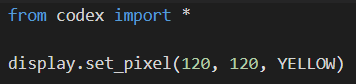 from codex import *
display.set_pixel(120, 120, YELLOW)